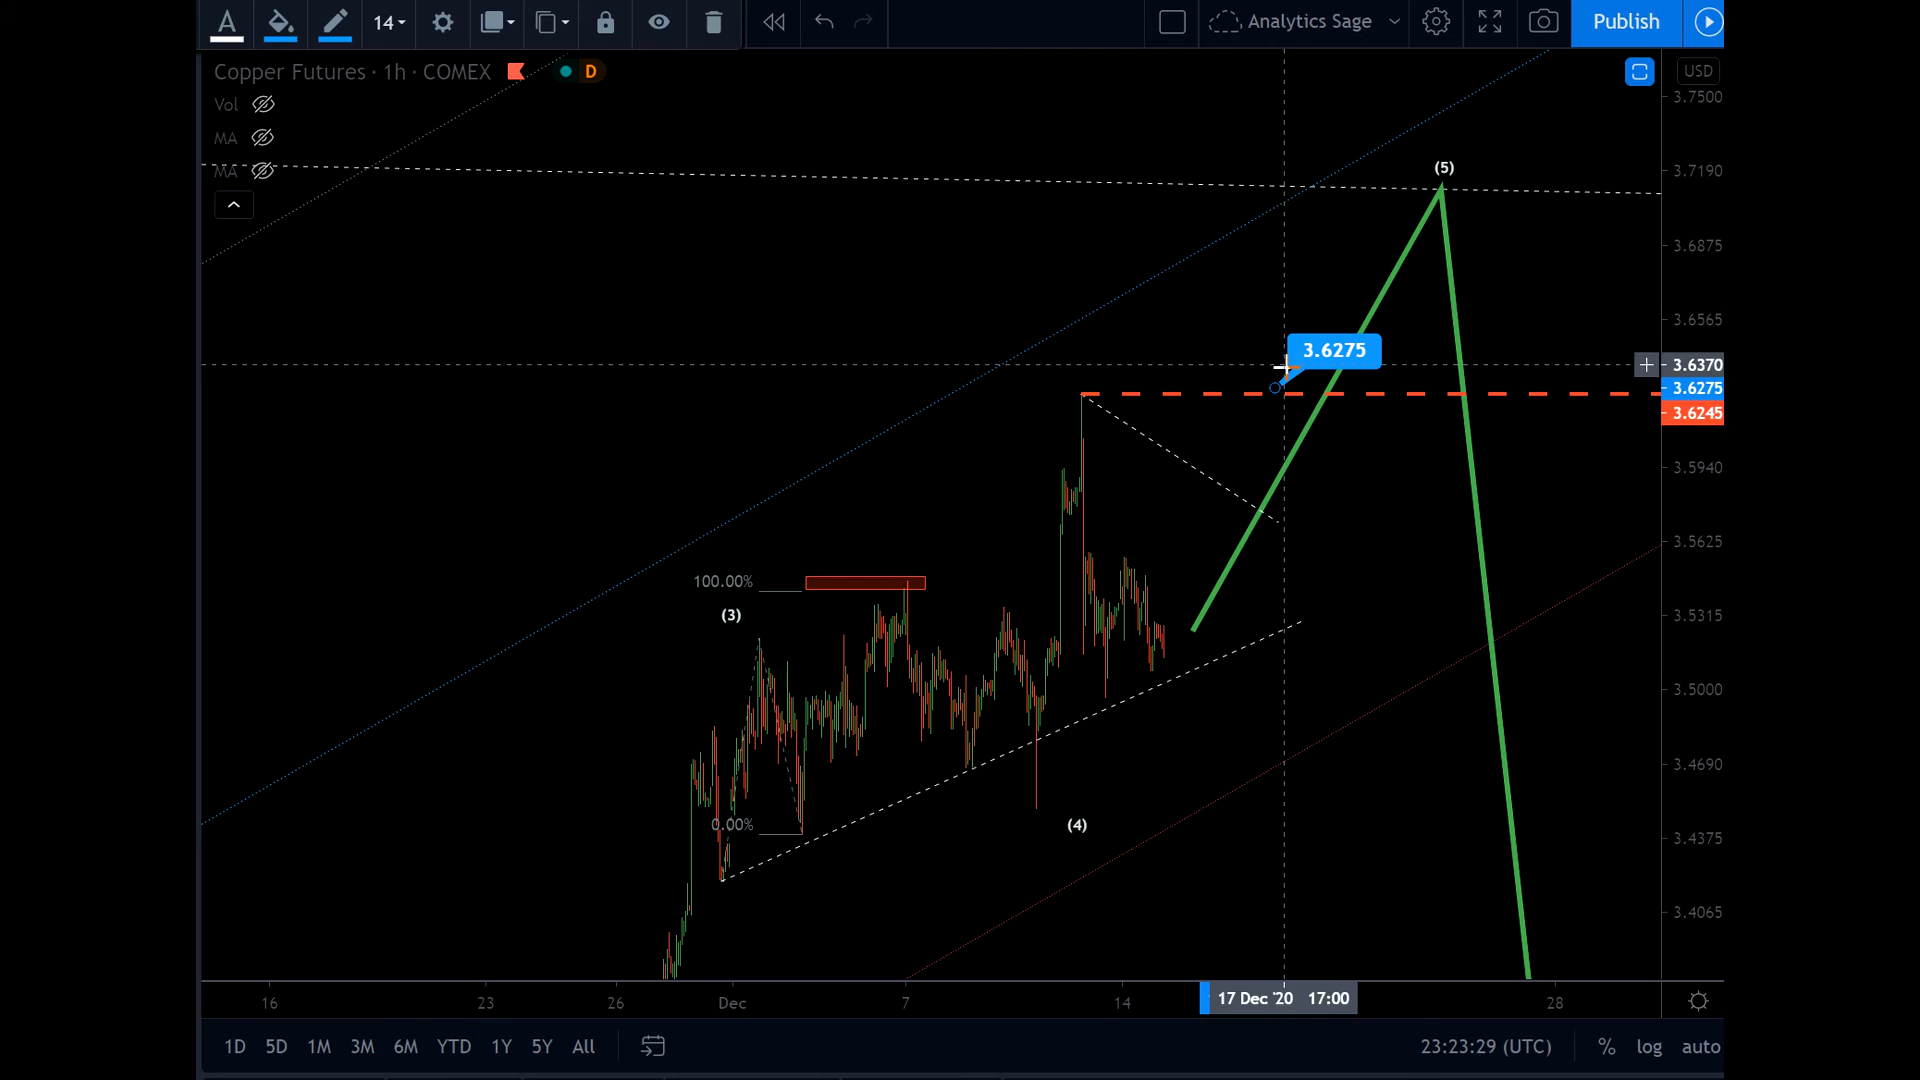 A 14 Analytics Sage Publish
Copper Futures · 1h · COMEX D USD
Vol
MA
MA
3.7500
(5)
3.7190
3.6875
3.6565
3.6275
3.6370
3.6275
3.6245
3.5940
3.5625
100.00%
(3)
3.5315
3.5000
3.4690
0.00%
(4)
3.4375
3.4065
16 23 26 Dec 7 14 17 Dec '20 17:00 28
1D 5D 1M 3M 6M YTD 1Y 5Y All 23:23:29 (UTC) % log auto